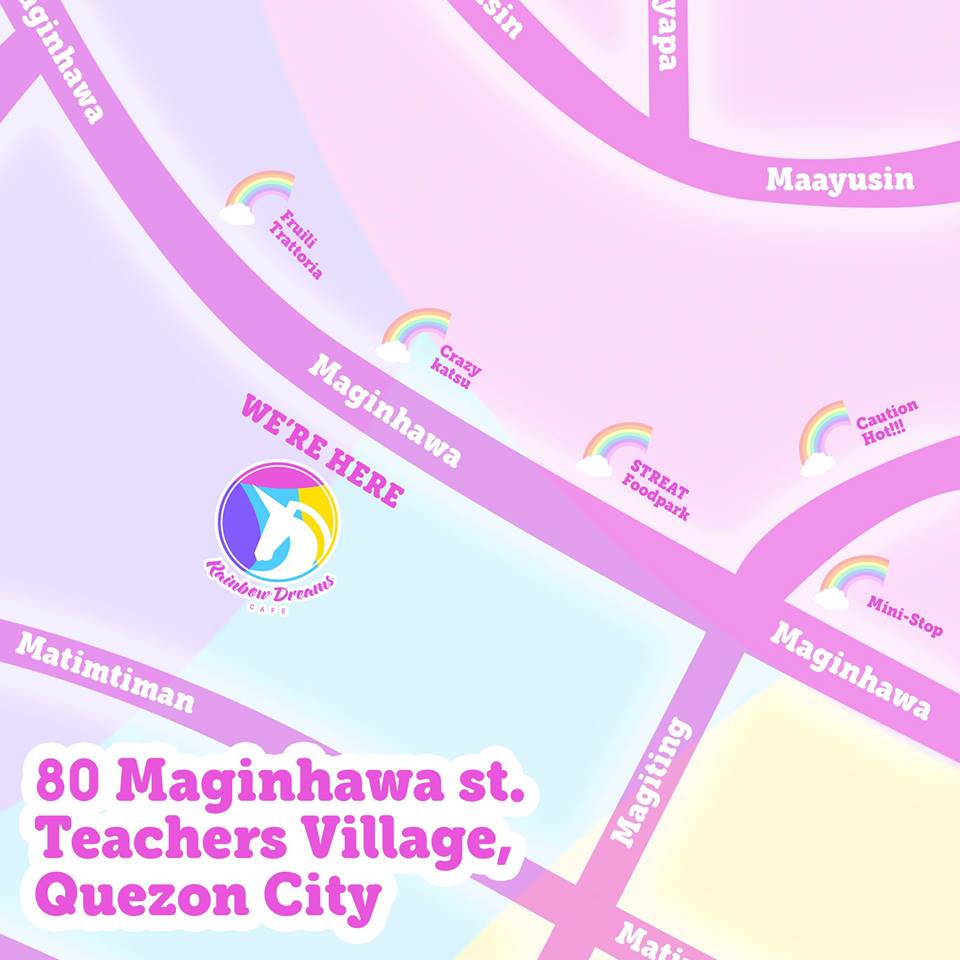 Maginhawa
Maayusin
Fruili
Trattoria
Crazy
katsu
Maginhawa
WE'RE HERE
STREAT
Foodpark
Caution
Hot!!!
Rainbow Dreams
CAFE
Mini-Stop
Maginhawa
Matimtiman
Magiting
80 Maginhawa st.
Teachers Village,
Quezon City